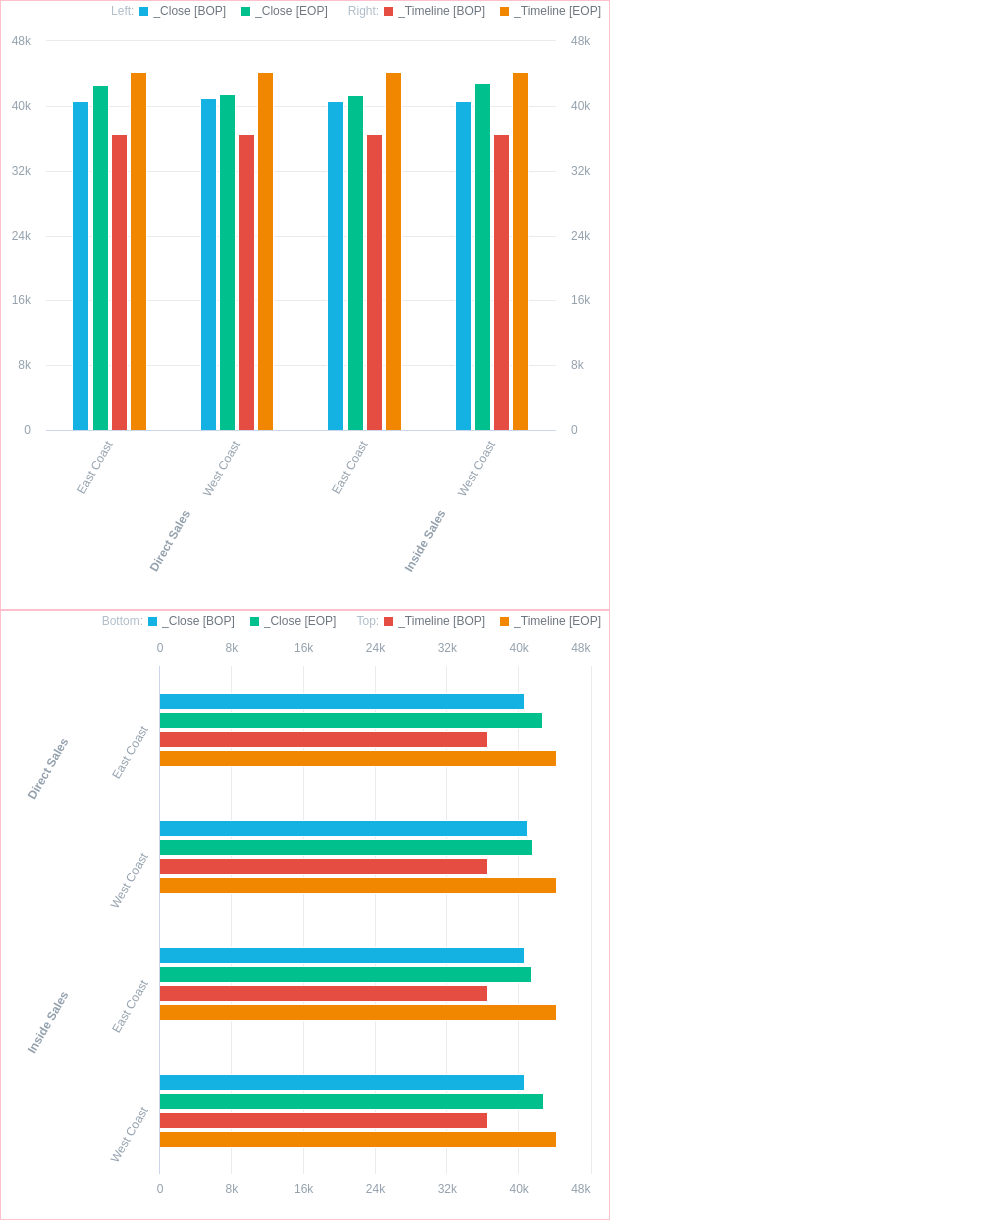 Left: _Close [BOP] _Close [EOP] Right: _Timeline [BOP] _Timeline [EOP]
48k 48k
40k 40k
32k 32k
24k 24k
16k 16k
8k 8k
0 0
East Coast West Coast East Coast West Coast
Direct Sales Inside Sales
Bottom: _Close [BOP] _Close [EOP] Top: _Timeline [BOP] _Timeline [EOP]
0 8k 16k 24k 32k 40k 48k
Direct Sales East Coast
West Coast
Inside Sales East Coast
West Coast
0 8k 16k 24k 32k 40k 48k